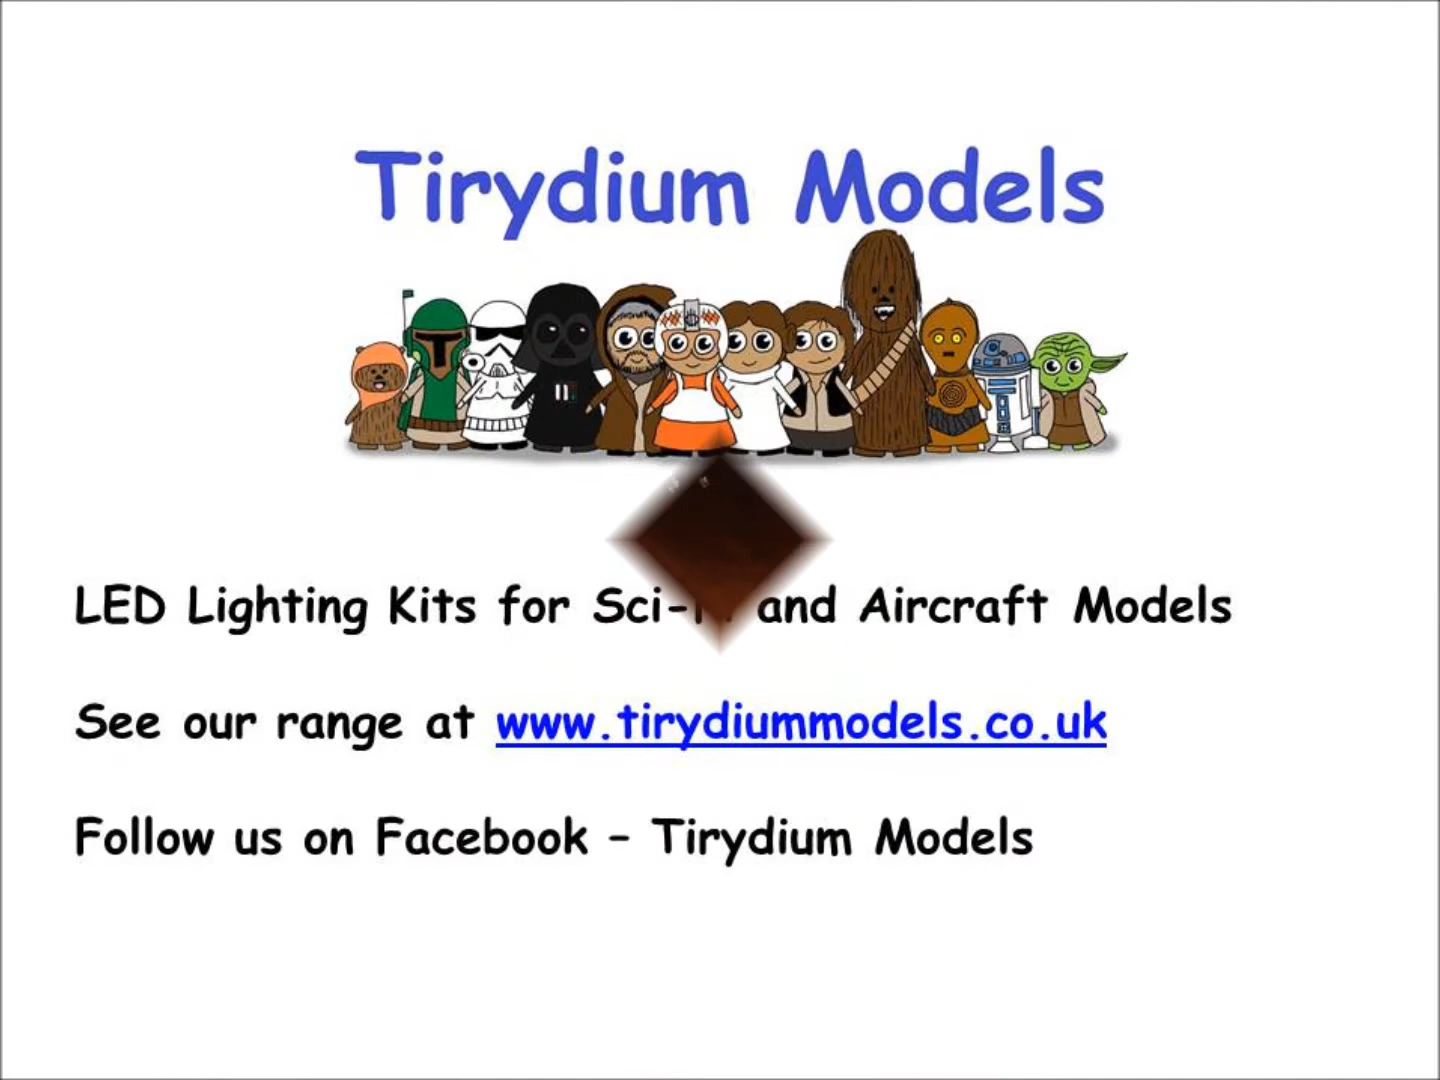 Tirydium Models
LED Lighting Kits for and Aircraft Models
See our range at www.tirydiummodels.co.uk
Follow us on Facebook – Tirydium Models